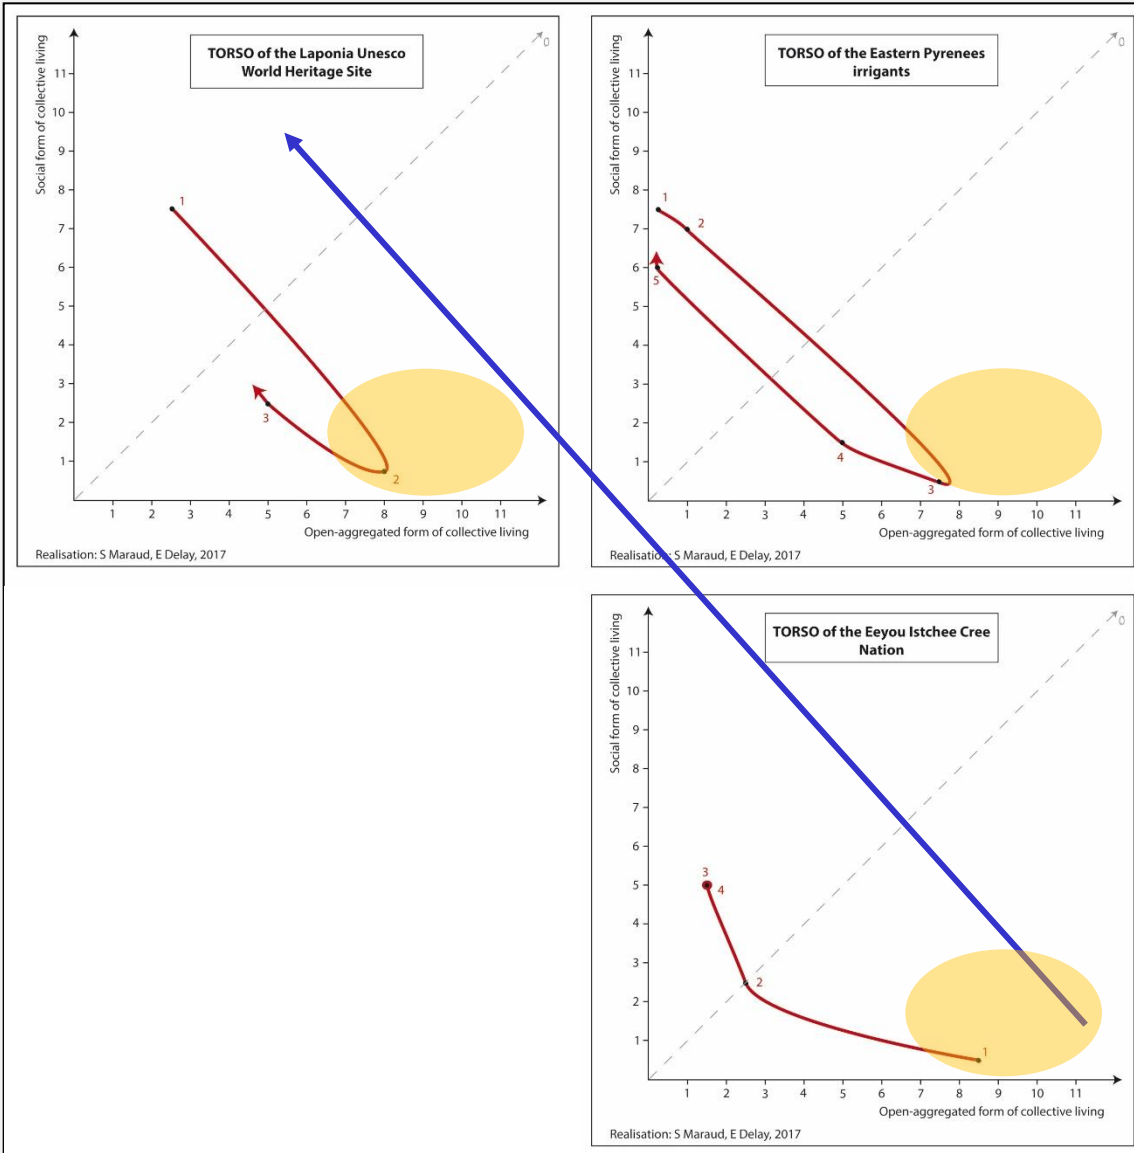 TORSO of the Laponia Unesco
World Heritage Site
Social form of collective living
0
11
10
9
8
7
6
5
4
3
2
1
1
2
3
1 2 3 4 5 6 7 8 9 10 11
Open-aggregated form of collective living
Realisation: S Maraud, E Delay, 2017
TORSO of the Eastern Pyrenees
irrigants
Social form of collective living
0
11
10
9
8
7
6
5
4
3
2
1
1
2
5
4
3
1 2 3 4 5 6 7 8 9 10 11
Open-aggregated form of collective living
Realisation: S Maraud, E Delay, 2017
TORSO of the Eeyou Istchee Cree
Nation
Social form of collective living
0
11
10
9
8
7
6
5
4
3
2
1
3
4
2
1
1 2 3 4 5 6 7 8 9 10 11
Open-aggregated form of collective living
Realisation: S Maraud, E Delay, 2017